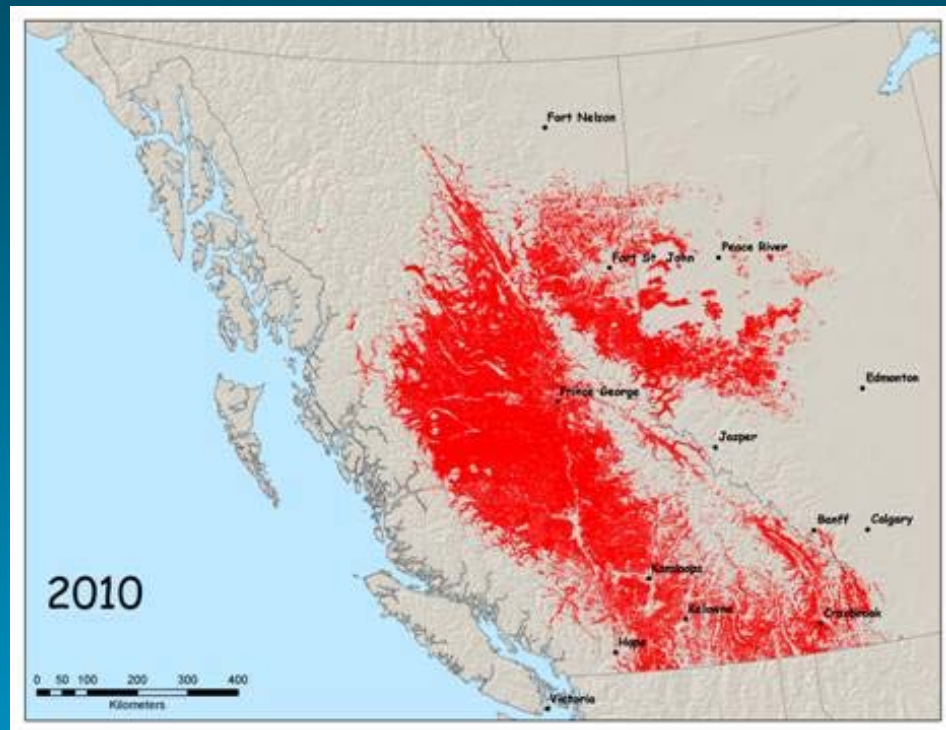 Fort Nelson
Fort St. John
Peace River
Prince George
Edmonton
Jasper
Banff
Calgary
2010
Kamloops
Kelowna
Cranbrook
Hope
0 50 100 200 300 400
Kilometers
Victoria